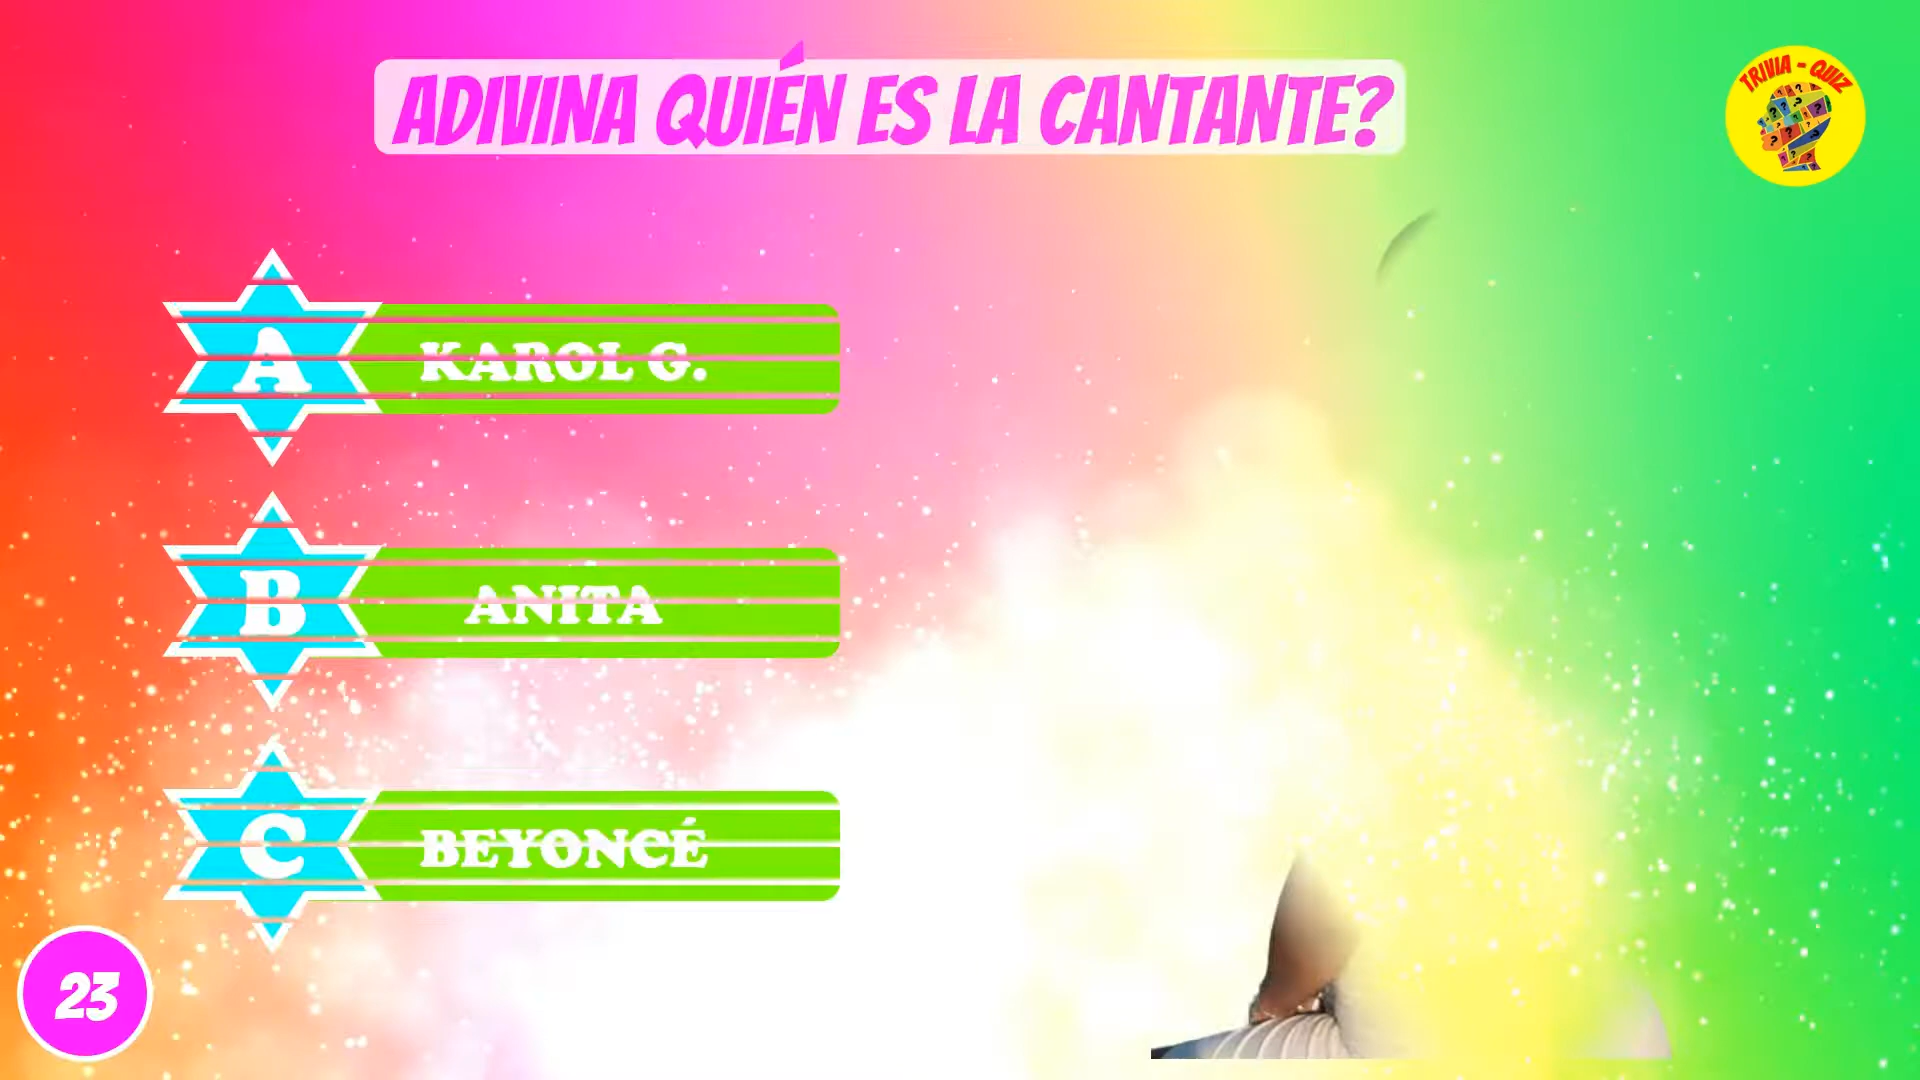 ADIVINA QUIÉN ES LA CANTANTE?
TRIVIA - QUIZ
A KAROL G.
B ANITA
C BEYONCÉ
23